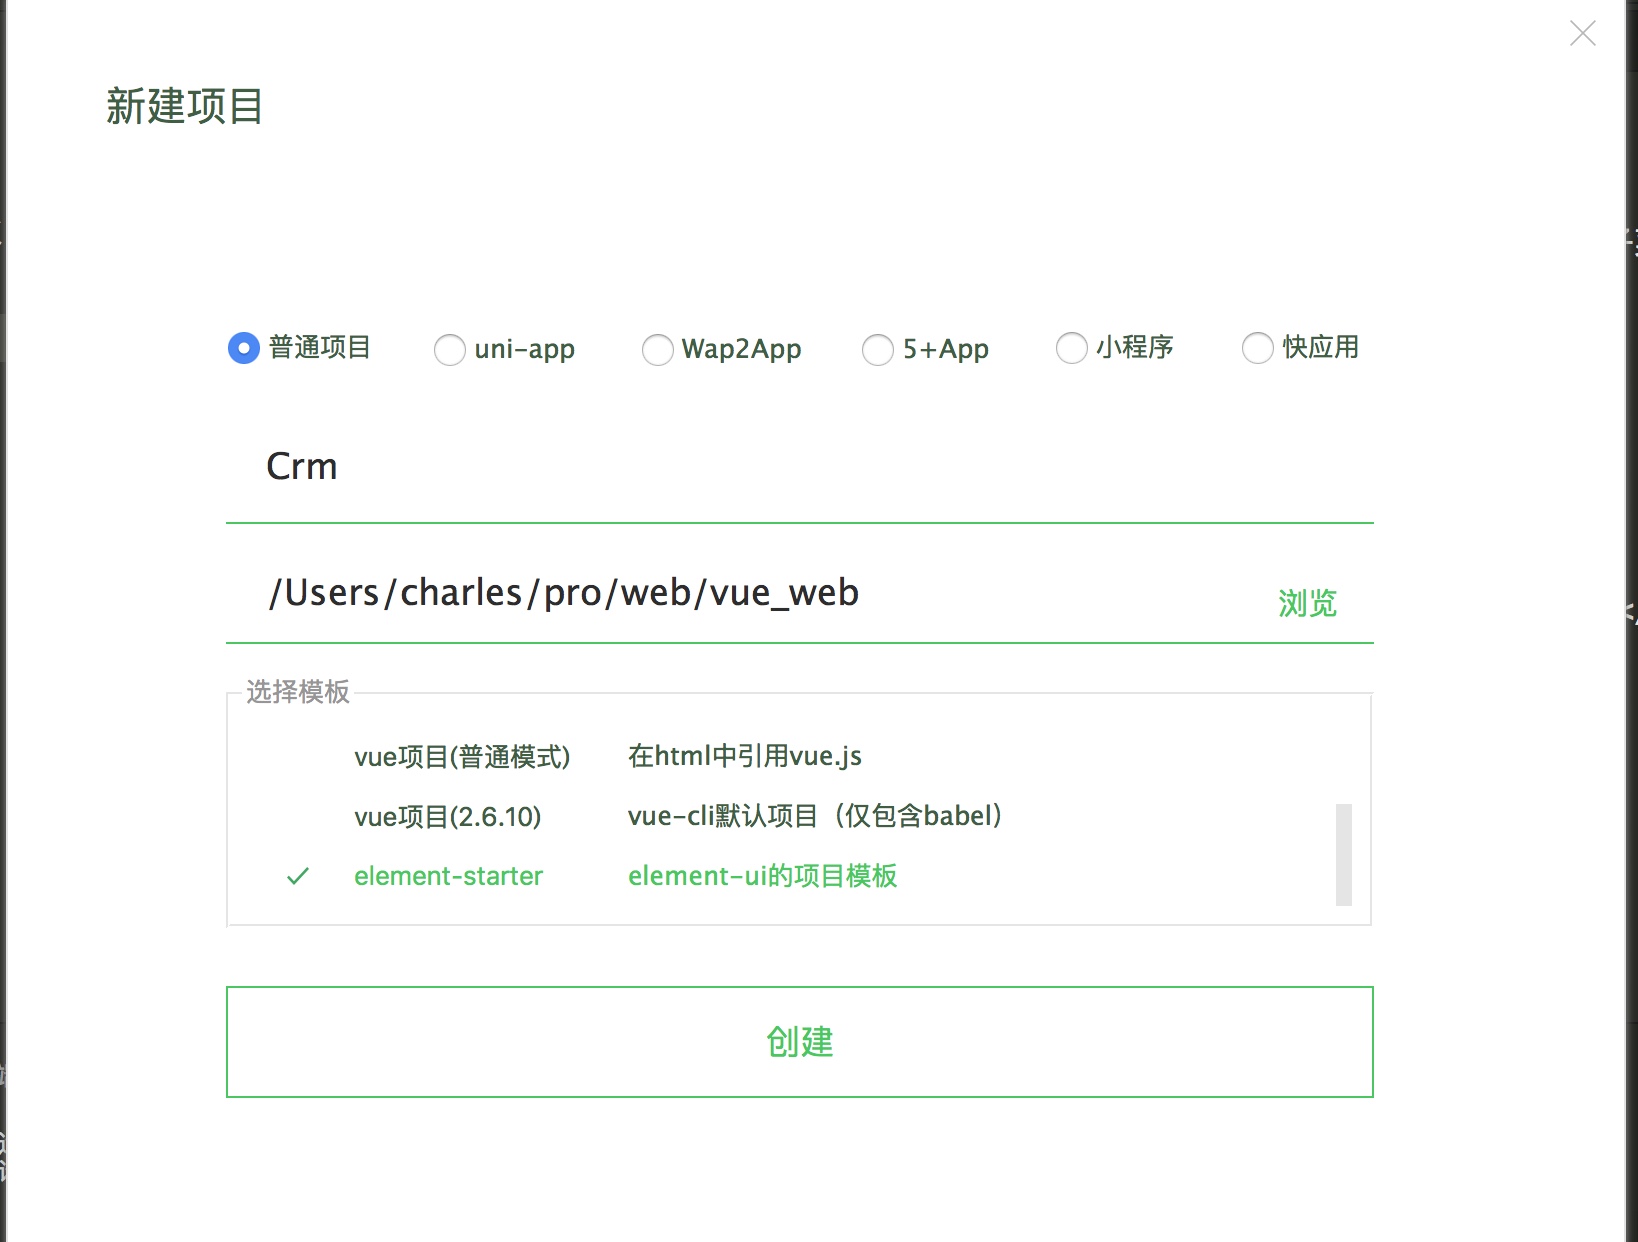 新建项目
普通项目 uni-app Wap2App 5+App 小程序 快应用
Crm
/Users/charles/pro/web/vue_web 浏览
选择模板
vue项目(普通模式) 在html中引用vue.js
vue项目(2.6.10) vue-cli默认项目（仅包含babel）
element-starter element-ui的项目模板
创建